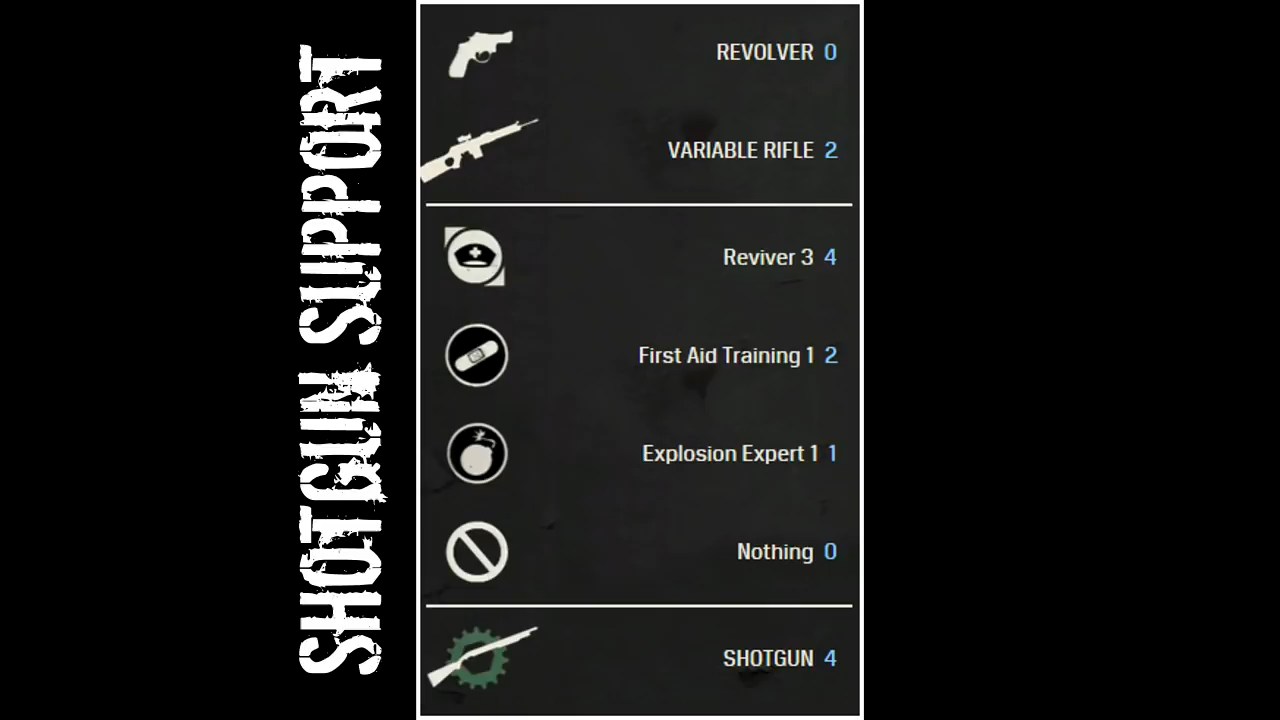 SHOTGUN SUPPORT
REVOLVER 0
VARIABLE RIFLE 2
Reviver 3 4
First Aid Training 1 2
Explosion Expert 1 1
Nothing 0
SHOTGUN 4